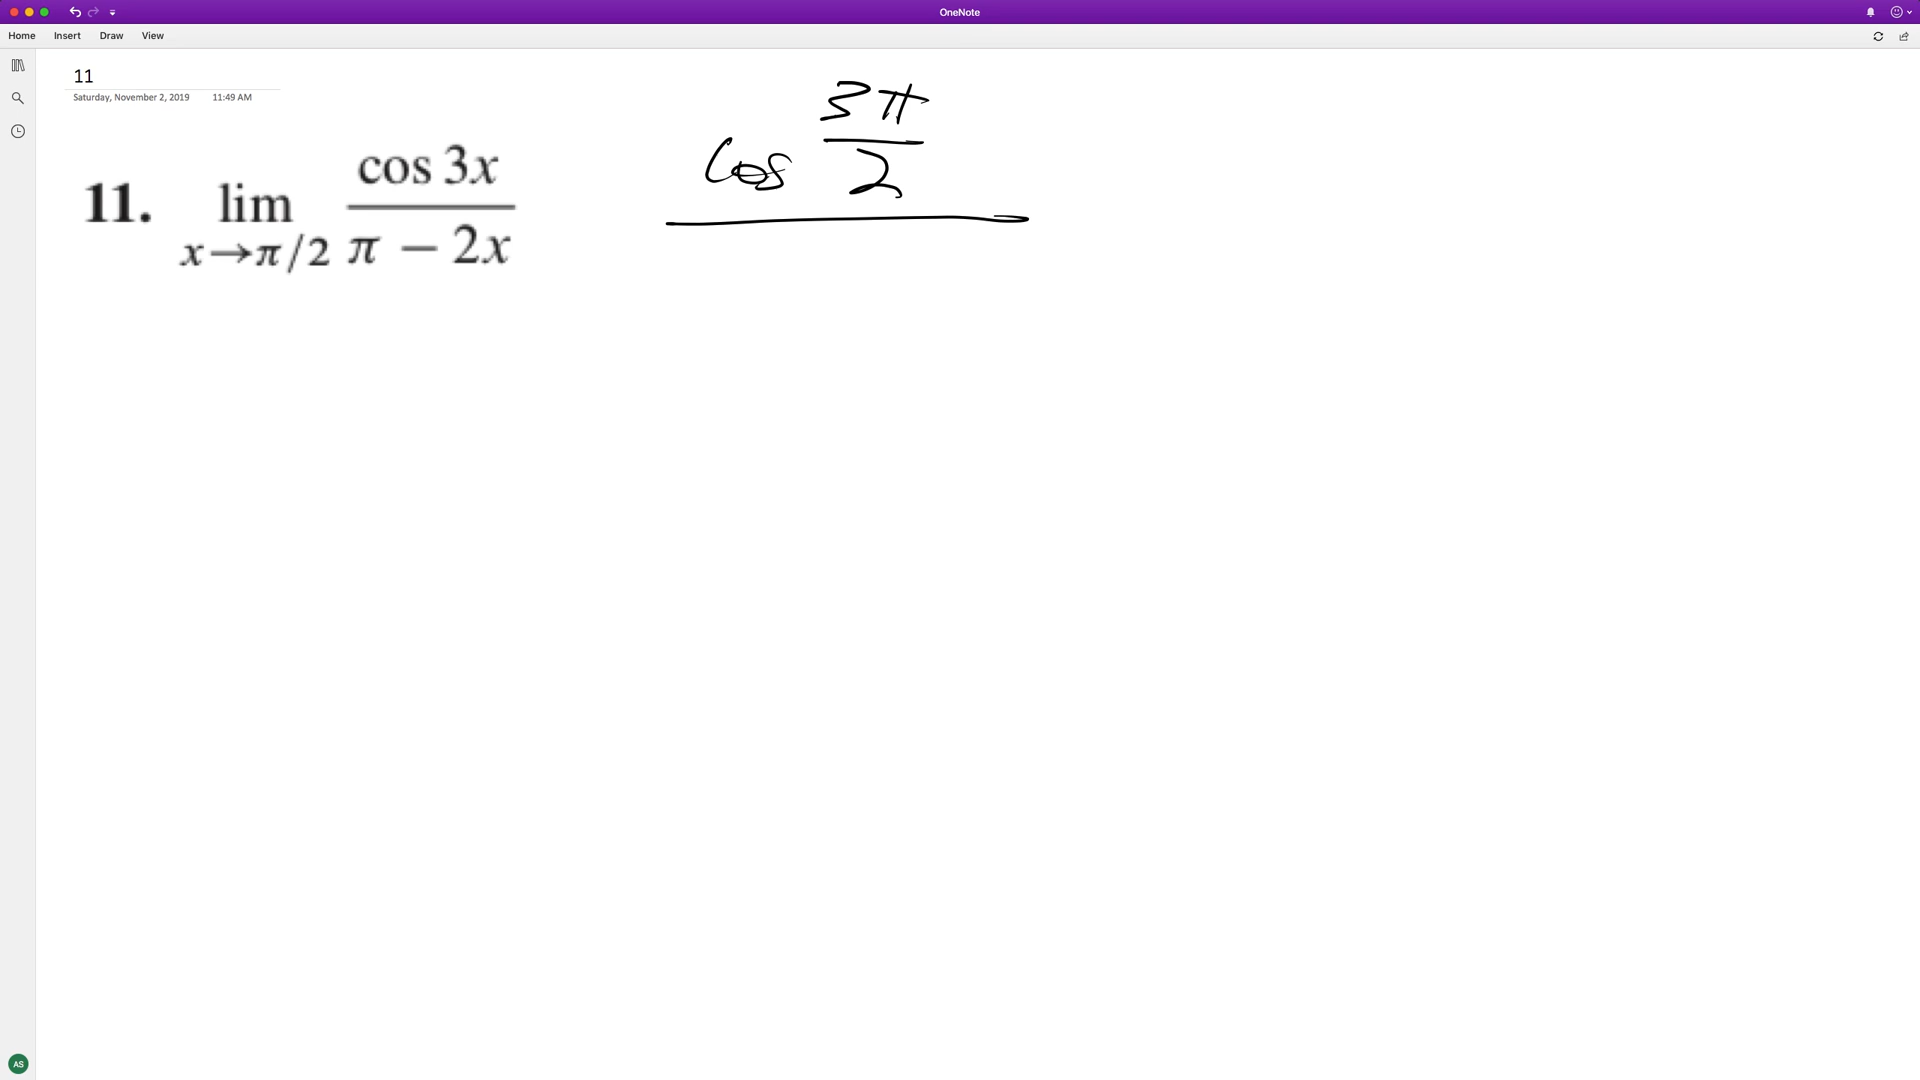 OneNote
Home Insert Draw View
11
Saturday, November 2, 2019 11:49 AM
11. lim x→π/2 cos 3x / π − 2x
cos 3π / 2
AS